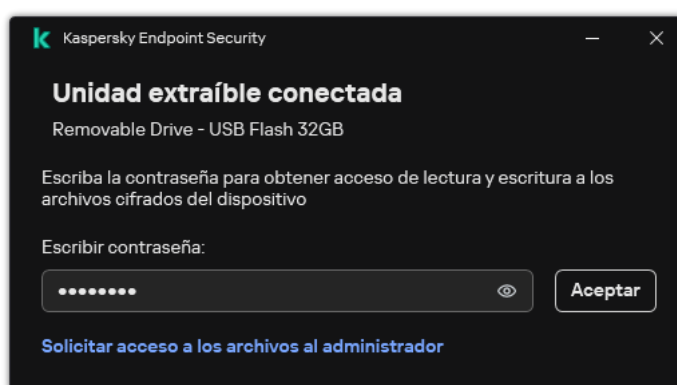 Kaspersky Endpoint Security
Unidad extraíble conectada
Removable Drive - USB Flash 32GB
Escriba la contraseña para obtener acceso de lectura y escritura a los
archivos cifrados del dispositivo
Escribir contraseña:
••••••••
Aceptar
Solicitar acceso a los archivos al administrador